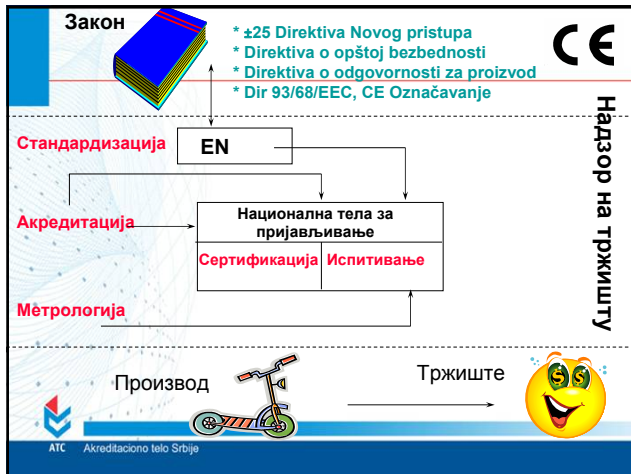 Закон
* ±25 Direktiva Novog pristupa
* Direktiva o opštoj bezbednosti
* Direktiva o odgovornosti za proizvod
* Dir 93/68/EEC, CE Označavanje
CE
Надзор на тржишту
Стандардизација
EN
Акредитација
Национална тела за
пријављивање
Сертификација
Испитивање
Метрологија
Производ
Тржиште
$ $
ATC
Akreditaciono telo Srbije